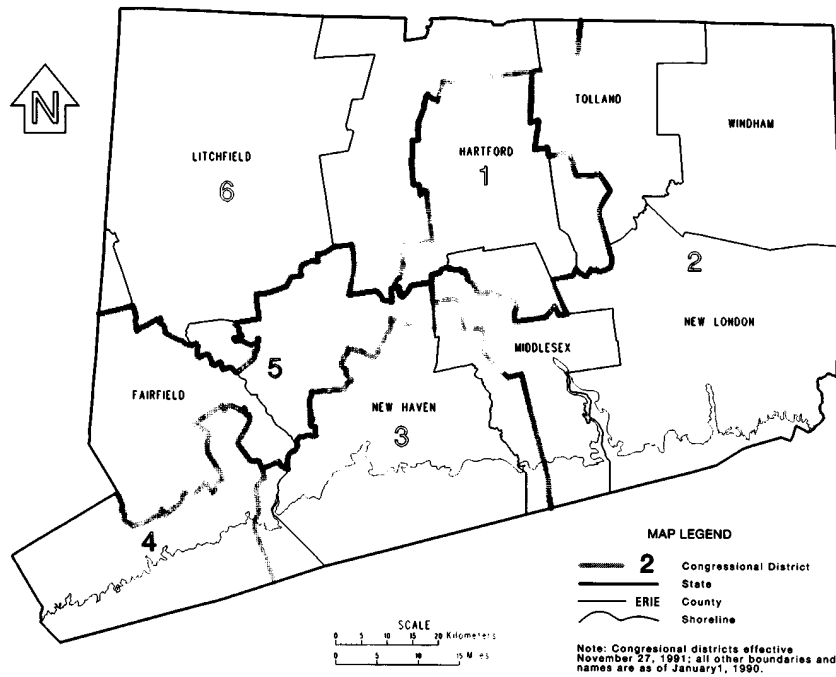 N
TOLLAND
WINDHAM
LITCHFIELD
HARTFORD
6
1
2
NEW LONDON
MIDDLESEX
5
FAIRFIELD
NEW HAVEN
3
4
MAP LEGEND
2 Congressional District
State
ERIE County
Shoreline
SCALE
0 5 10 15 20 Kilometers
0 5 10 15 Miles
Note: Congresional districts effective
November 27, 1991; all other boundaries and
names are as of January1, 1990.